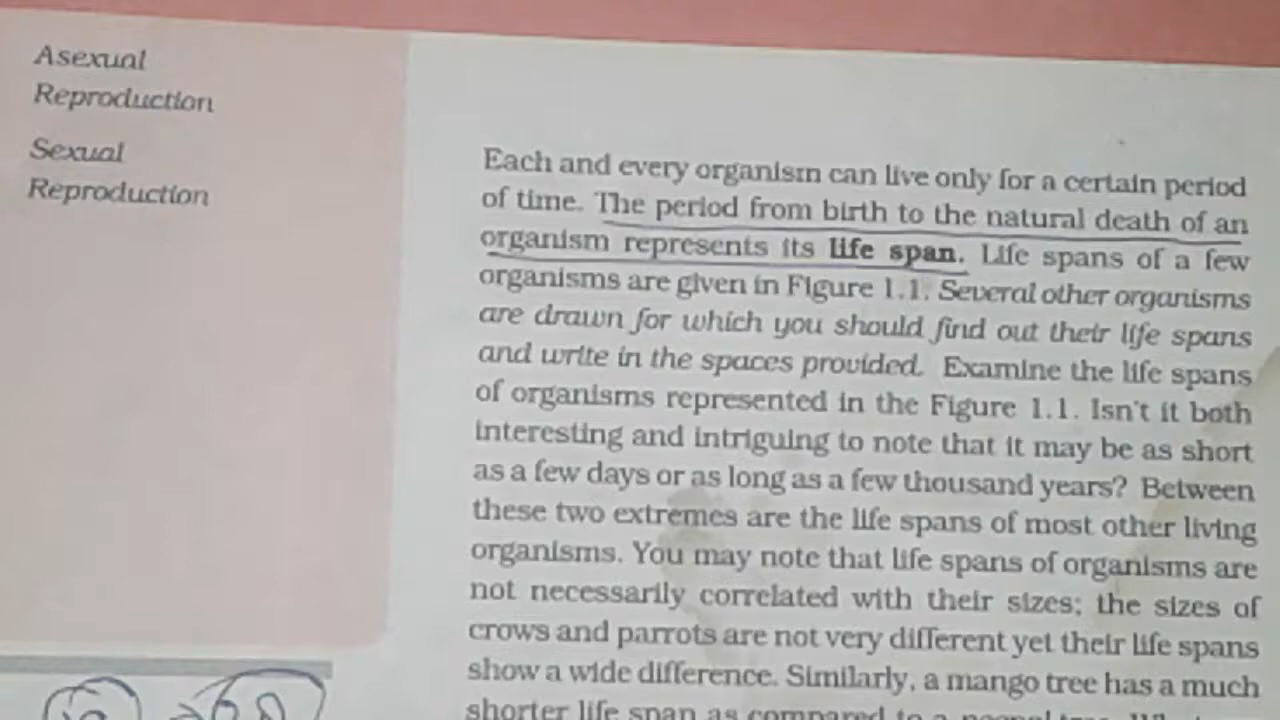 Asexual
Reproduction
Sexual
Reproduction
Each and every organism can live only for a certain period
of time. The period from birth to the natural death of an
organism represents its life span. Life spans of a few
organisms are given in Figure 1.1. Several other organisms
are drawn for which you should find out their life spans
and write in the spaces provided. Examine the life spans
of organisms represented in the Figure 1.1. Isn't it both
interesting and intriguing to note that it may be as short
as a few days or as long as a few thousand years? Between
these two extremes are the life spans of most other living
organisms. You may note that life spans of organisms are
not necessarily correlated with their sizes; the sizes of
crows and parrots are not very different yet their life spans
show a wide difference. Similarly, a mango tree has a much
shorter life span as compared to a peepal tree.